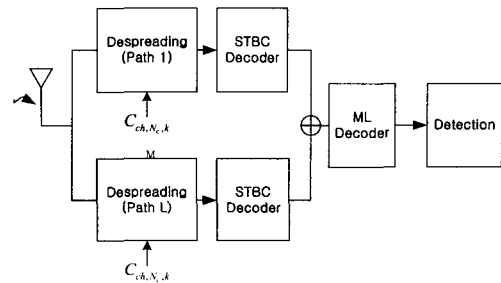 Despreading
(Path 1)
STBC
Decoder
C_{ch,N_c,k}
ML
Decoder
Detection
M
Despreading
(Path L)
STBC
Decoder
C_{ch,N_c,k}